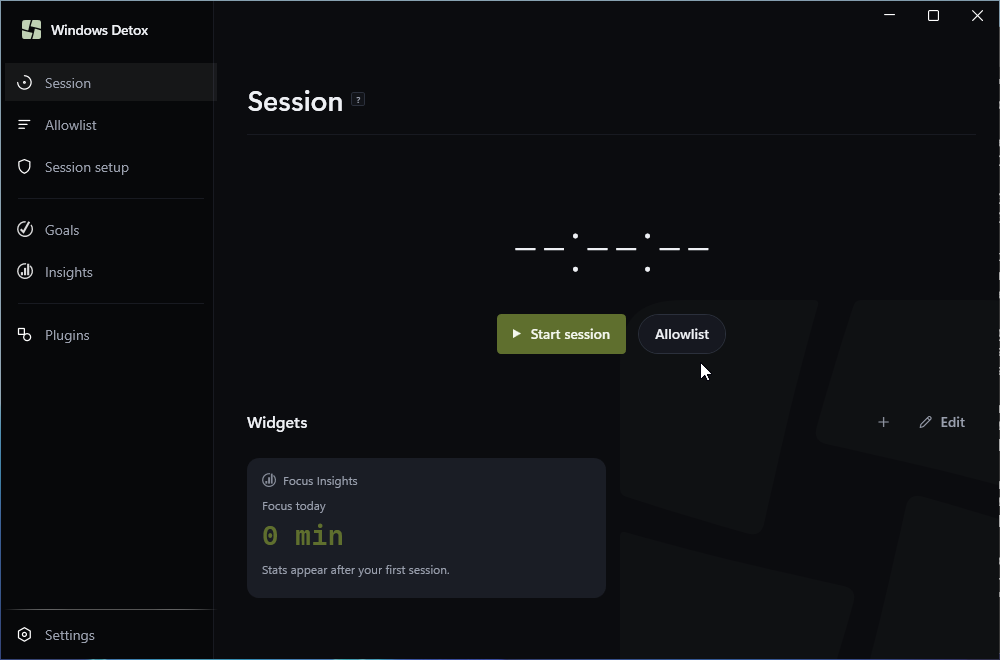 Windows Detox
Session
Allowlist
Session setup
Goals
Insights
Plugins
Settings
Session ?
– – : – – : – –
Start session
Allowlist
Widgets
+ Edit
Focus Insights
Focus today
0 min
Stats appear after your first session.